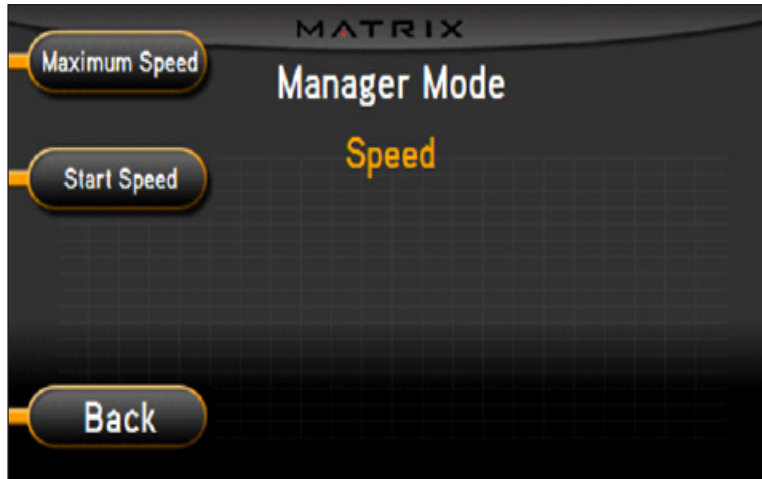 MATRIX
Maximum Speed
Manager Mode
Speed
Start Speed
Back